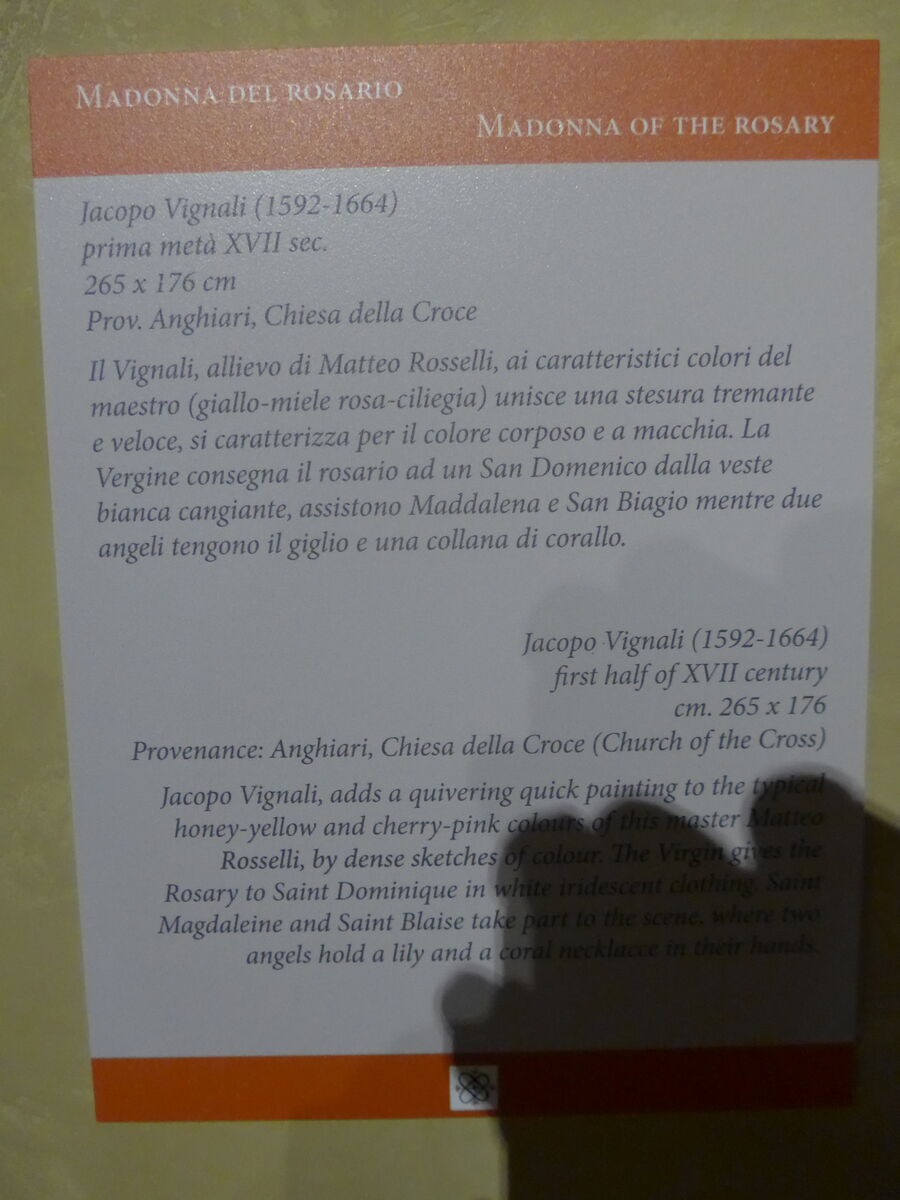 MADONNA DEL ROSARIO
MADONNA OF THE ROSARY
Jacopo Vignali (1592-1664)
prima metà XVII sec.
265 x 176 cm
Prov. Anghiari, Chiesa della Croce
Il Vignali, allievo di Matteo Rosselli, ai caratteristici colori del
maestro (giallo-miele rosa-ciliegia) unisce una stesura tremante
e veloce, si caratterizza per il colore corposo e a macchia. La
Vergine consegna il rosario ad un San Domenico dalla veste
bianca cangiante, assistono Maddalena e San Biagio mentre due
angeli tengono il giglio e una collana di corallo.
Jacopo Vignali (1592-1664)
first half of XVII century
cm. 265 x 176
Provenance: Anghiari, Chiesa della Croce (Church of the Cross)
Jacopo Vignali, adds a quivering quick painting to the typical
honey-yellow and cherry-pink colours of this master Matteo
Rosselli, by dense sketches of colour. The Virgin gives the
Rosary to Saint Dominique in white iridescent clothing. Saint
Magdaleine and Saint Blaise take part to the scene. where two
angels hold a lily and a coral necklacce in their hands.